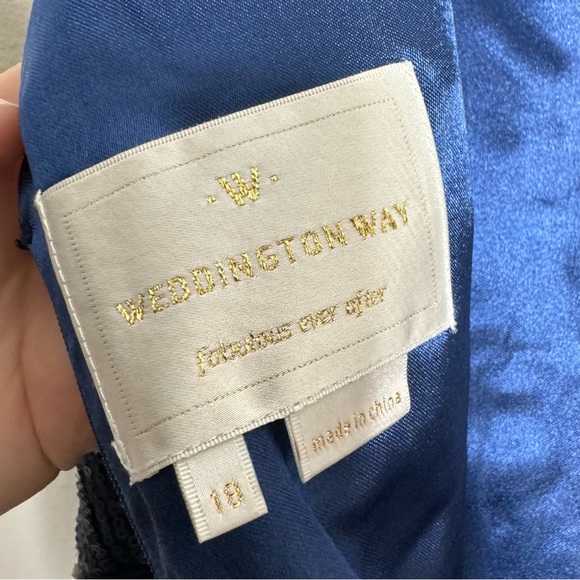 ·W·
WEDDINGTON WAY
fabulous ever after
made in china
18